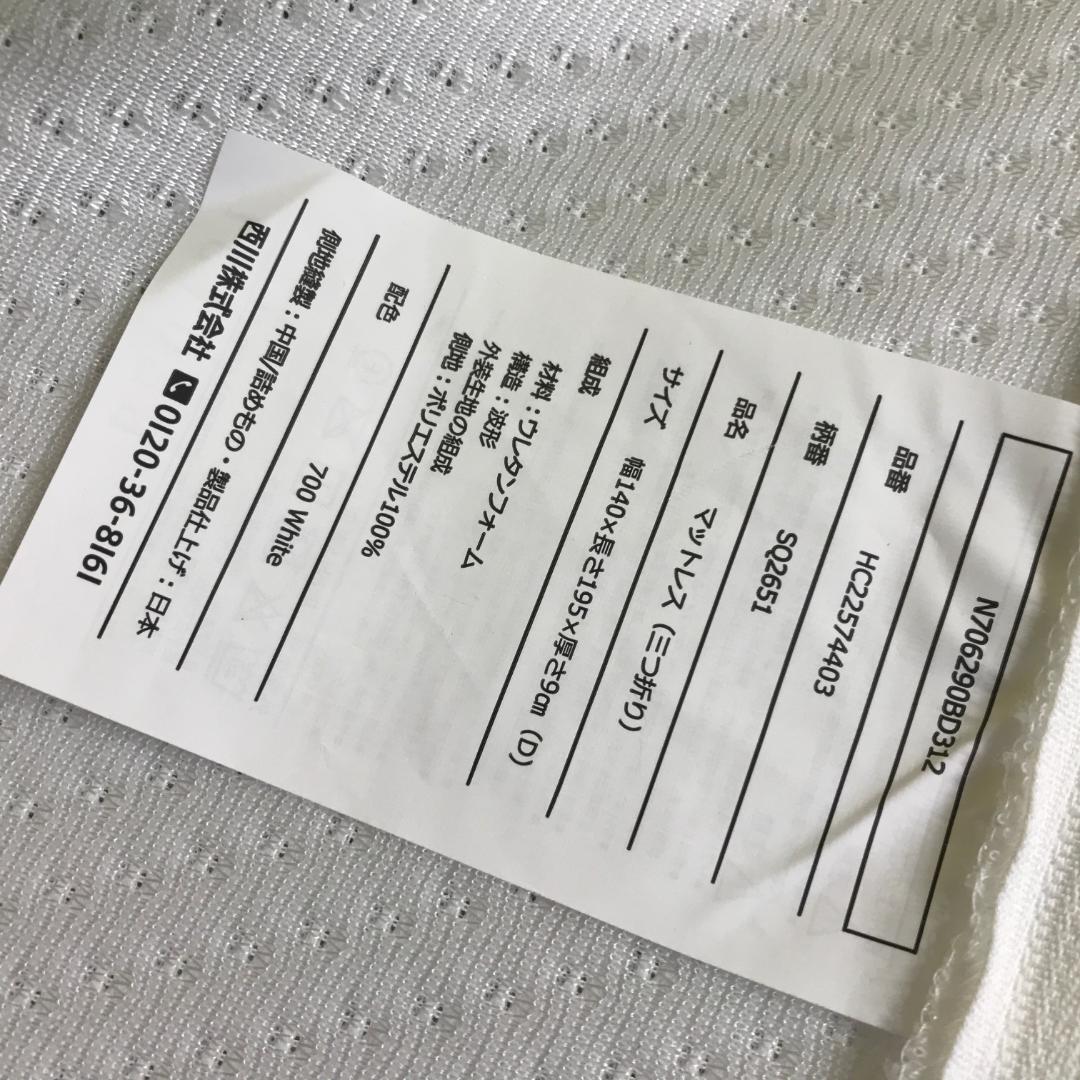 N706290BD312
品番 HC22574403
柄番 SQ2651
品名 マットレス（三つ折り）
サイズ 幅140×長さ195×厚さ9㎝（D）
組成
材料：ウレタンフォーム
構造：波形
外装生地の組成
側地：ポリエステル100%
配色 700 White
側地縫製：中国/詰めもの・製品仕上げ：日本
西川株式会社 0120-36-8161